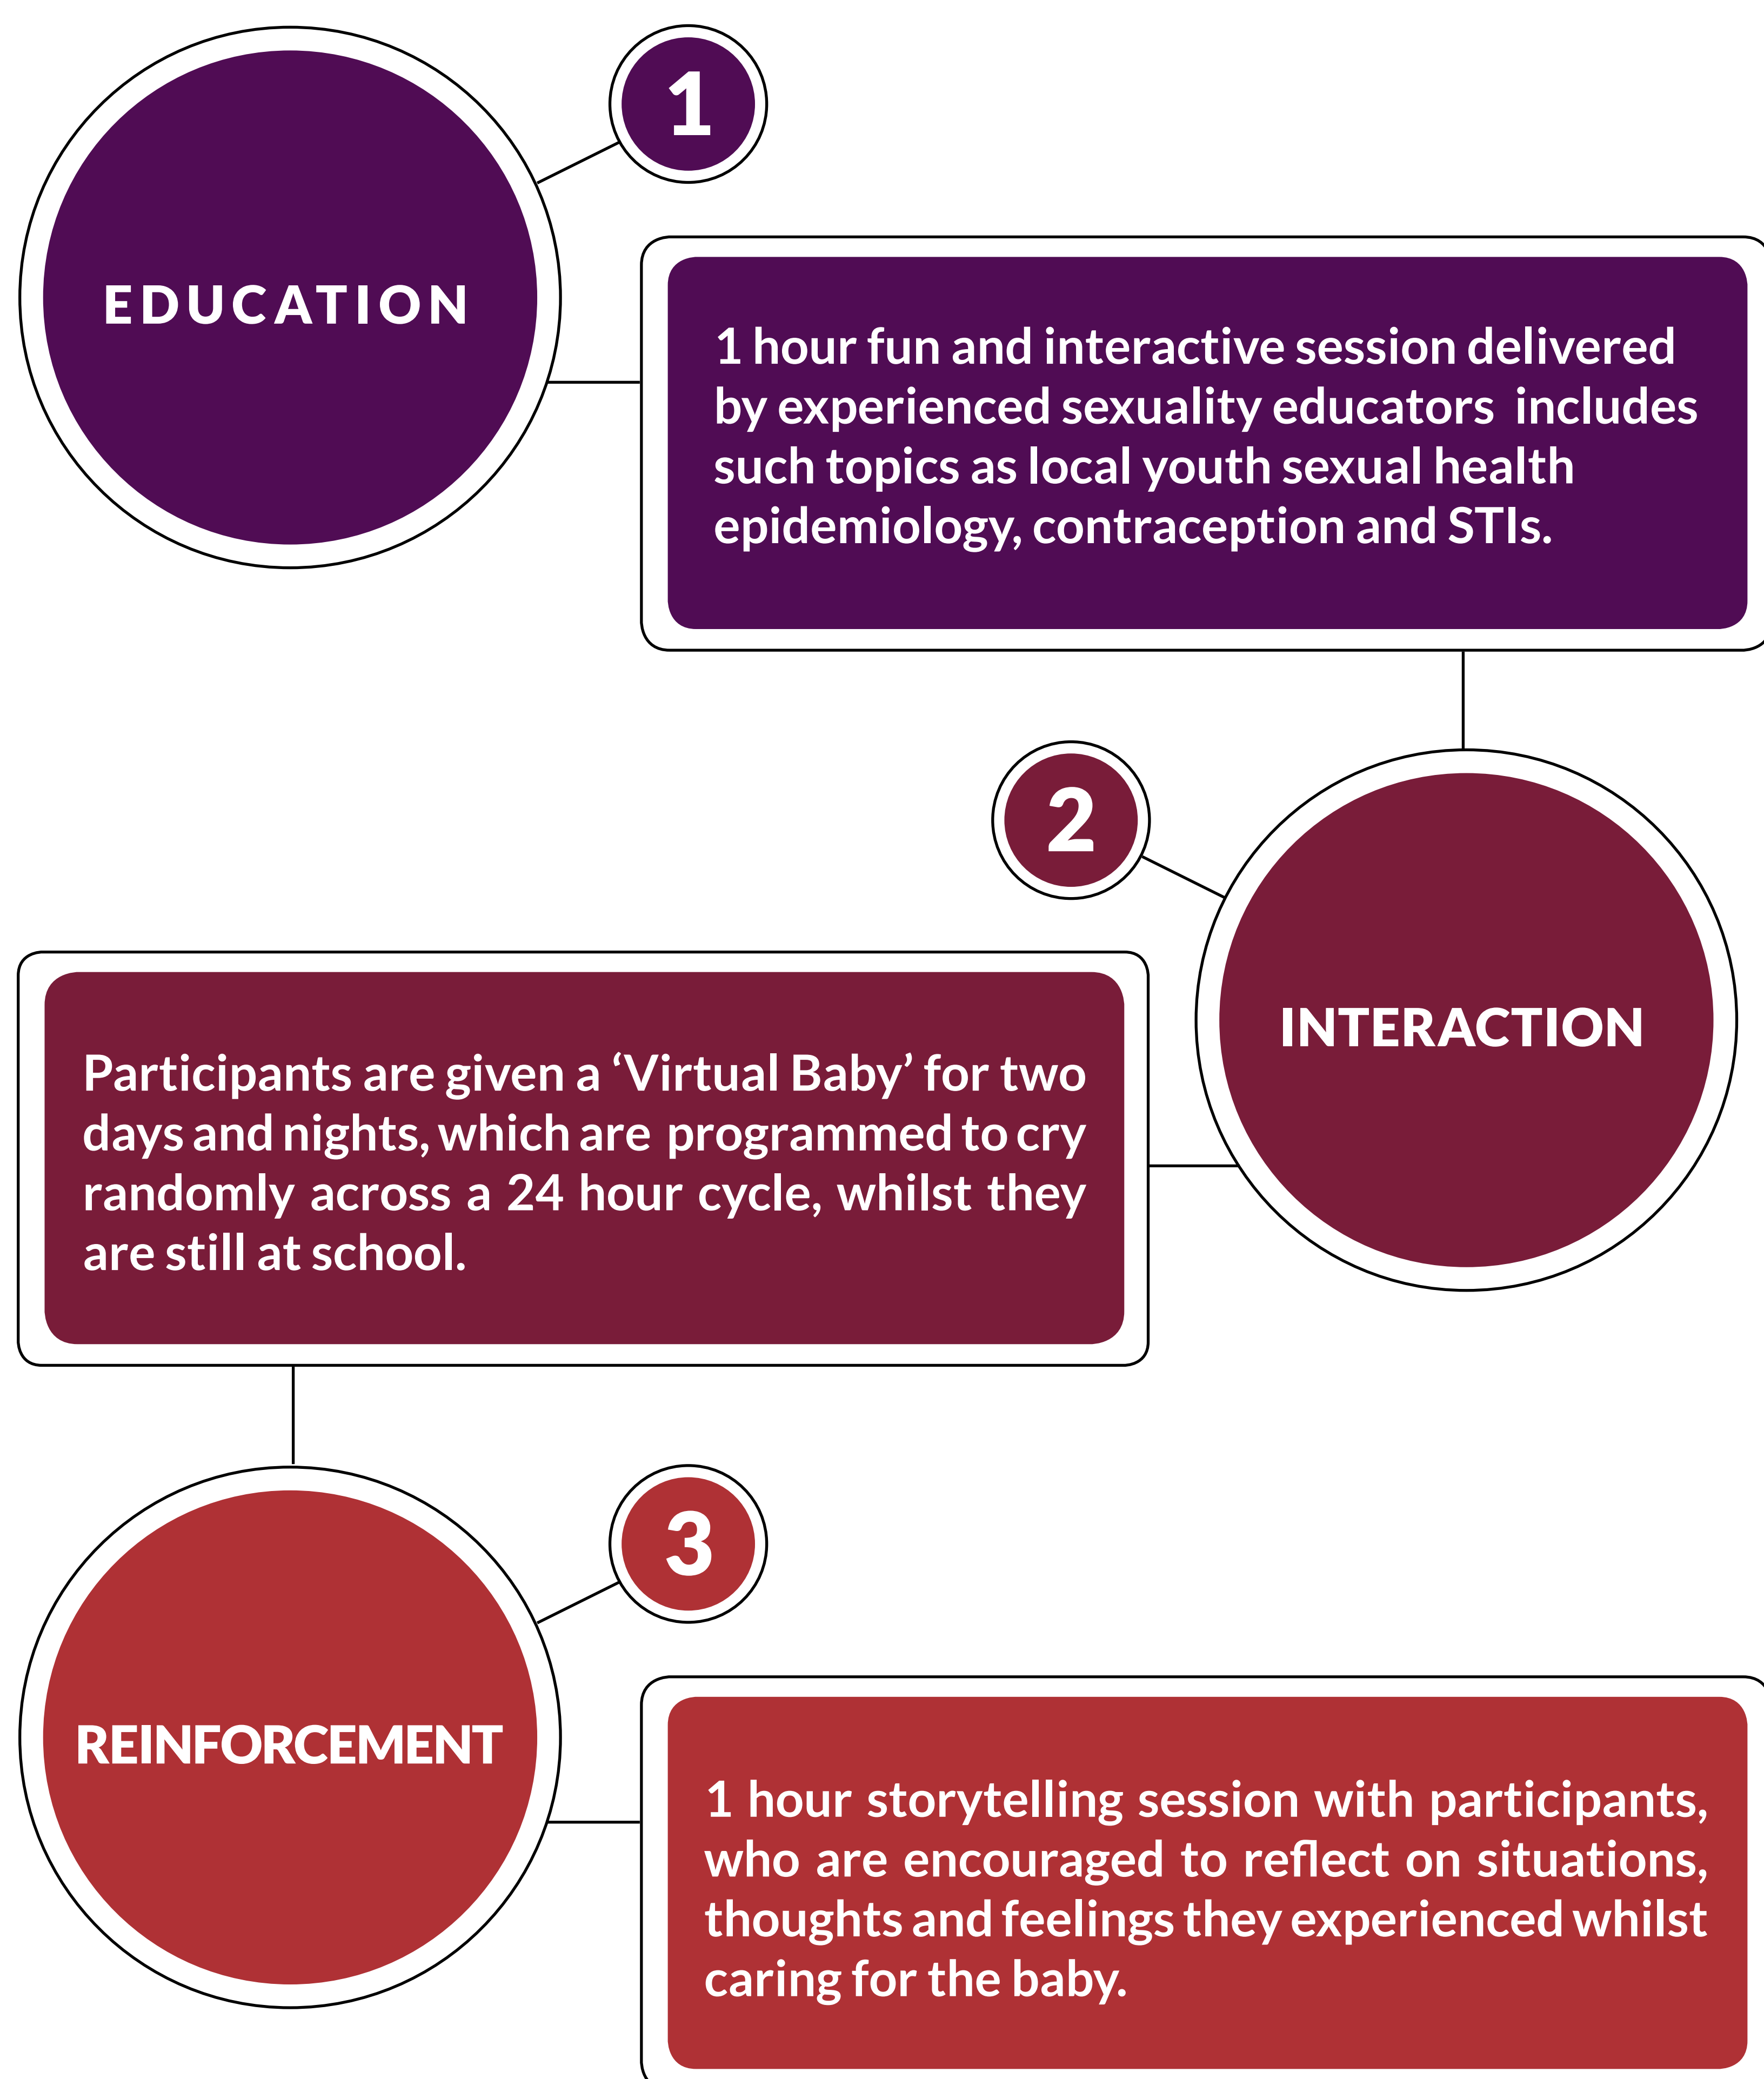 1
EDUCATION
1 hour fun and interactive session delivered
by experienced sexuality educators  includes
such topics as local youth sexual health
epidemiology, contraception and STIs.
2
INTERACTION
Participants are given a ‘Virtual Baby’ for two
days and nights, which are  programmed to cry
randomly across a 24 hour cycle, whilst they
are still at school.
3
REINFORCEMENT
1 hour storytelling session with participants,
who are encouraged to reflect on situations,
thoughts and feelings they experienced whilst
caring for the baby.